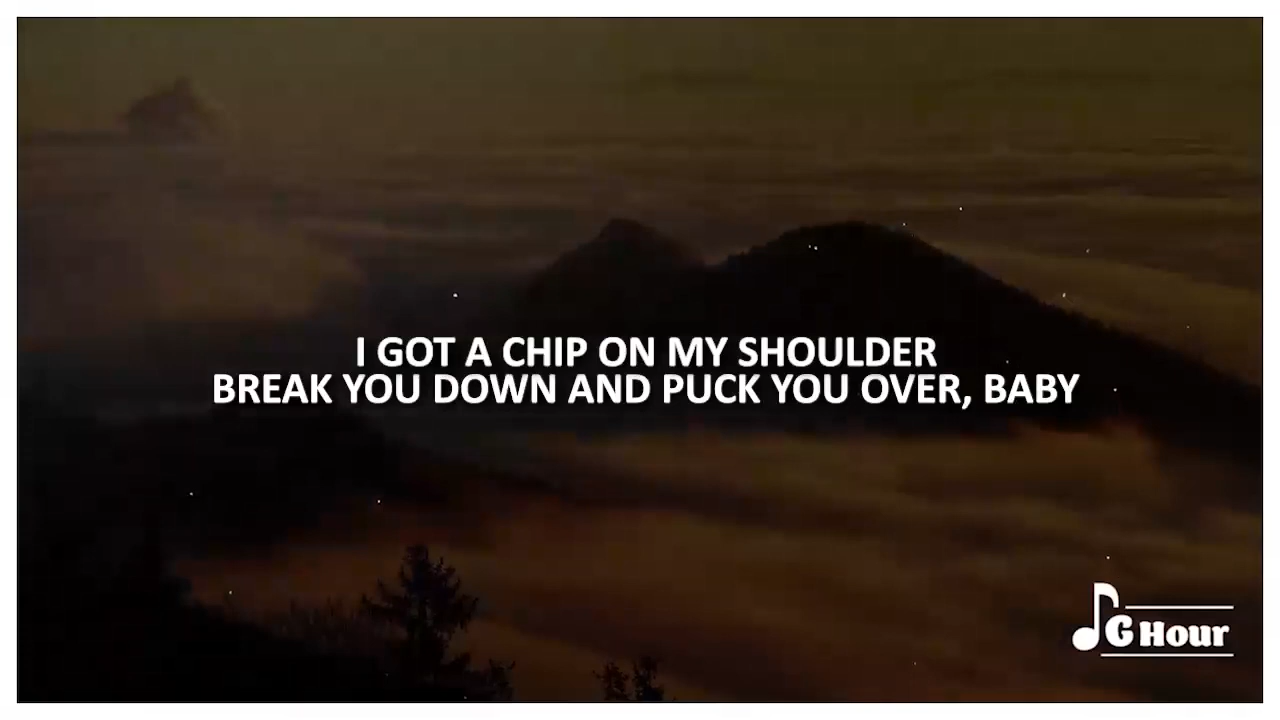 I GOT A CHIP ON MY SHOULDER
BREAK YOU DOWN AND PUCK YOU OVER, BABY
G Hour